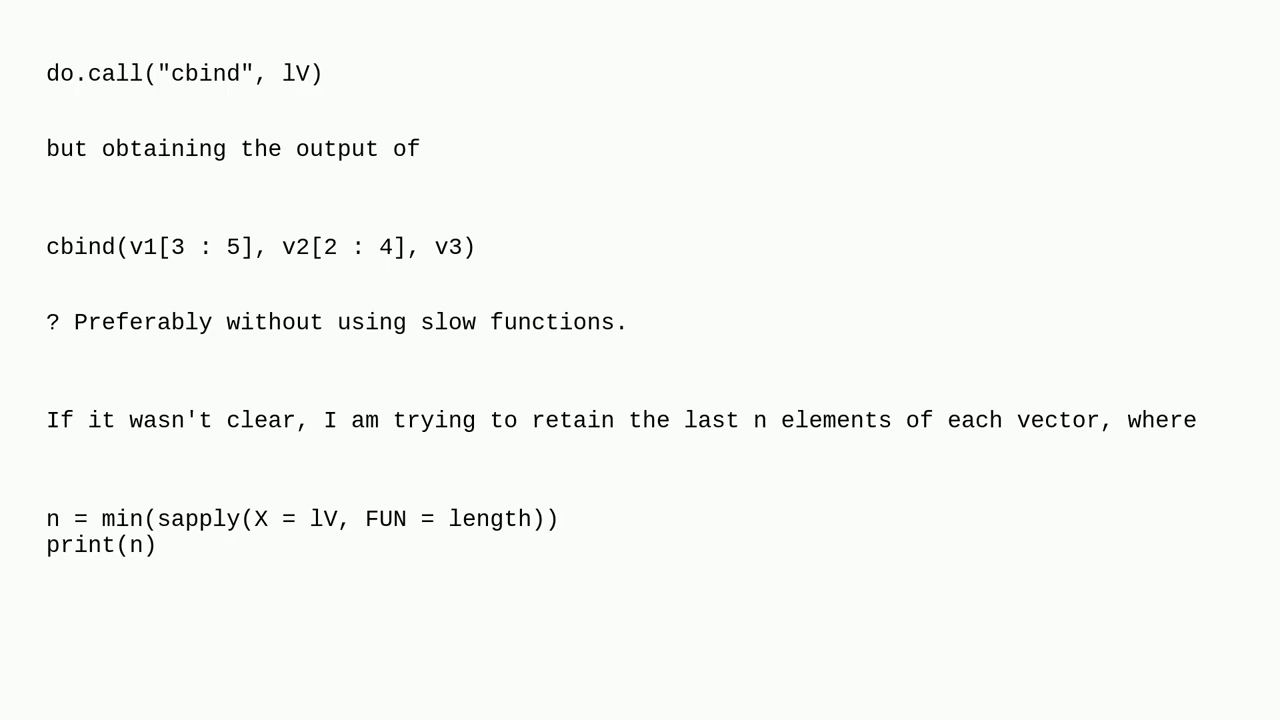 do.call("cbind", lV)
but obtaining the output of
cbind(v1[3 : 5], v2[2 : 4], v3)
? Preferably without using slow functions.
If it wasn't clear, I am trying to retain the last n elements of each vector, where
n = min(sapply(X = lV, FUN = length))
print(n)